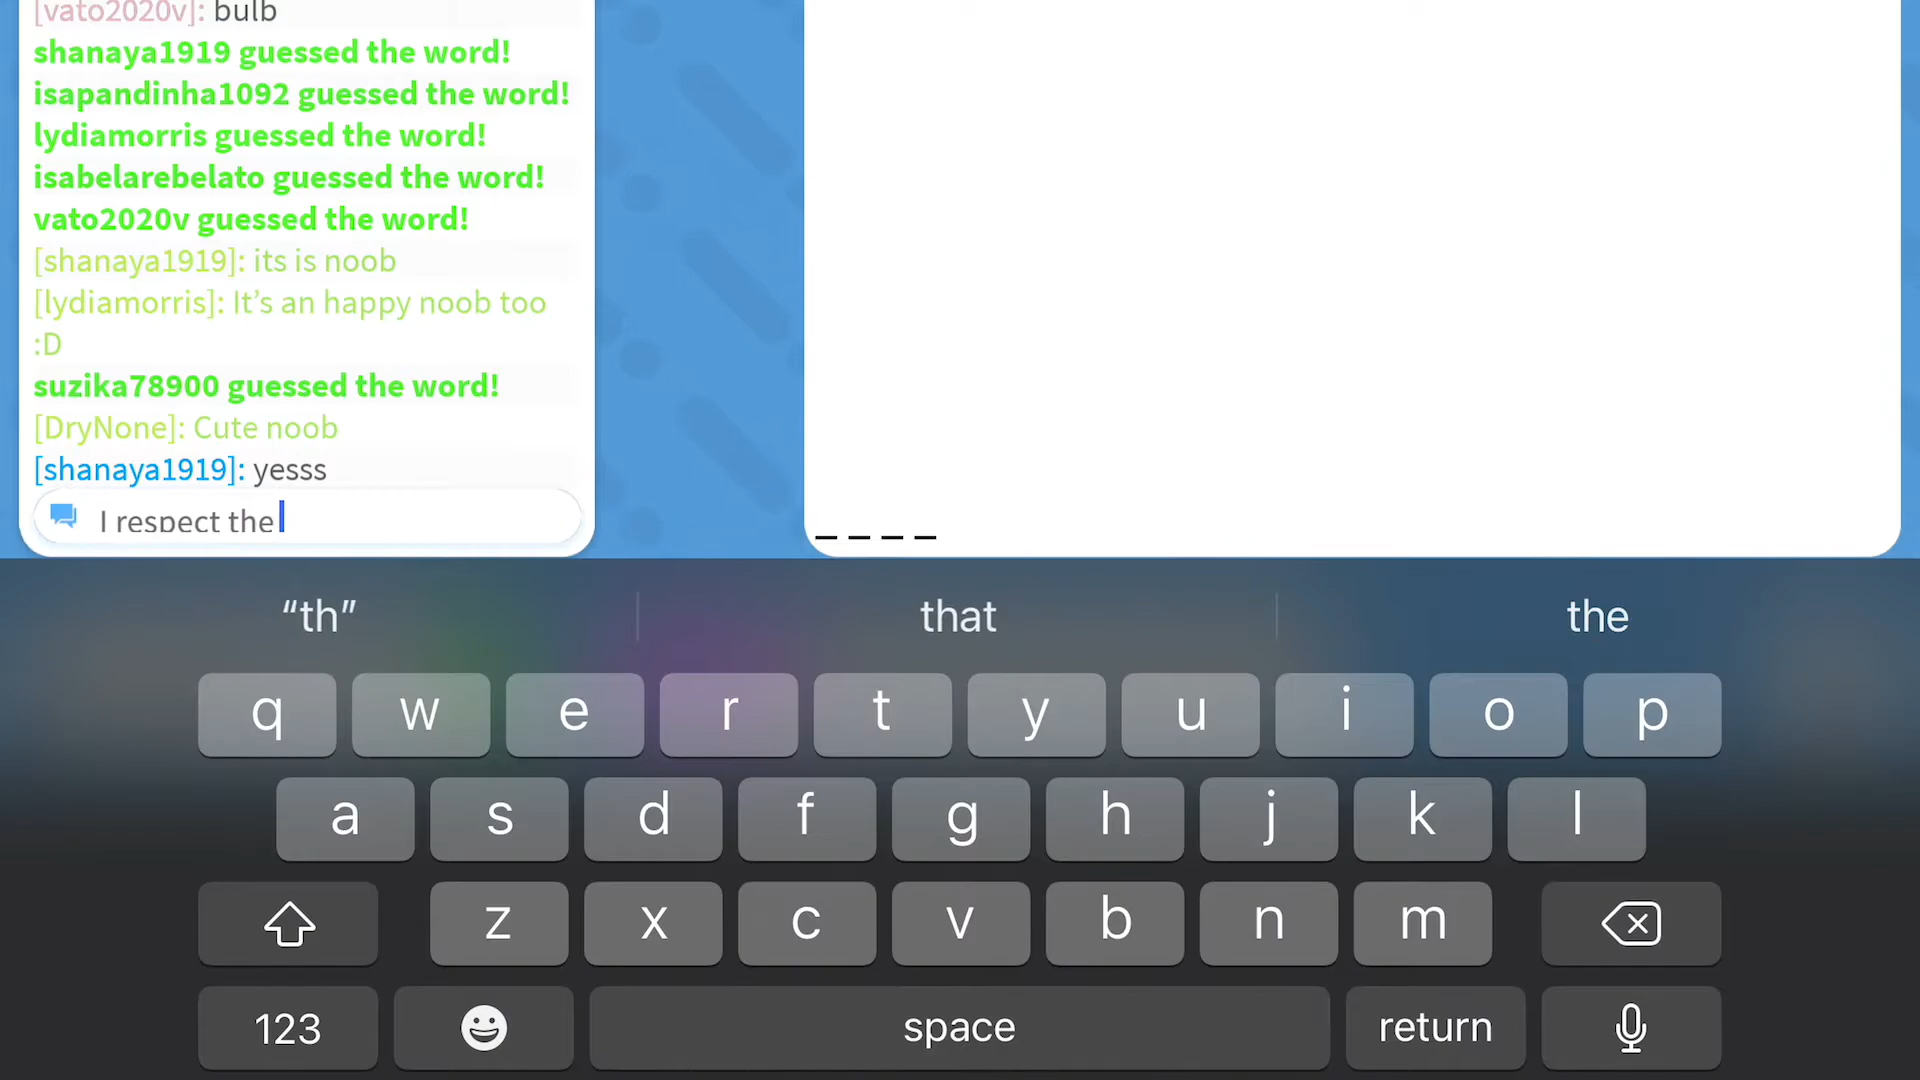 [vato2020v]: bulb
shanaya1919 guessed the word!
isapandinha1092 guessed the word!
lydiamorris guessed the word!
isabelarebelato guessed the word!
vato2020v guessed the word!
[shanaya1919]: its is noob
[lydiamorris]: It’s an happy noob too
:D
suzika78900 guessed the word!
[DryNone]: Cute noob
[shanaya1919]: yesss
I respect the
_ _ _ _
“th” that the
q w e r t y u i o p
a s d f g h j k l
z x c v b n m
123 space return